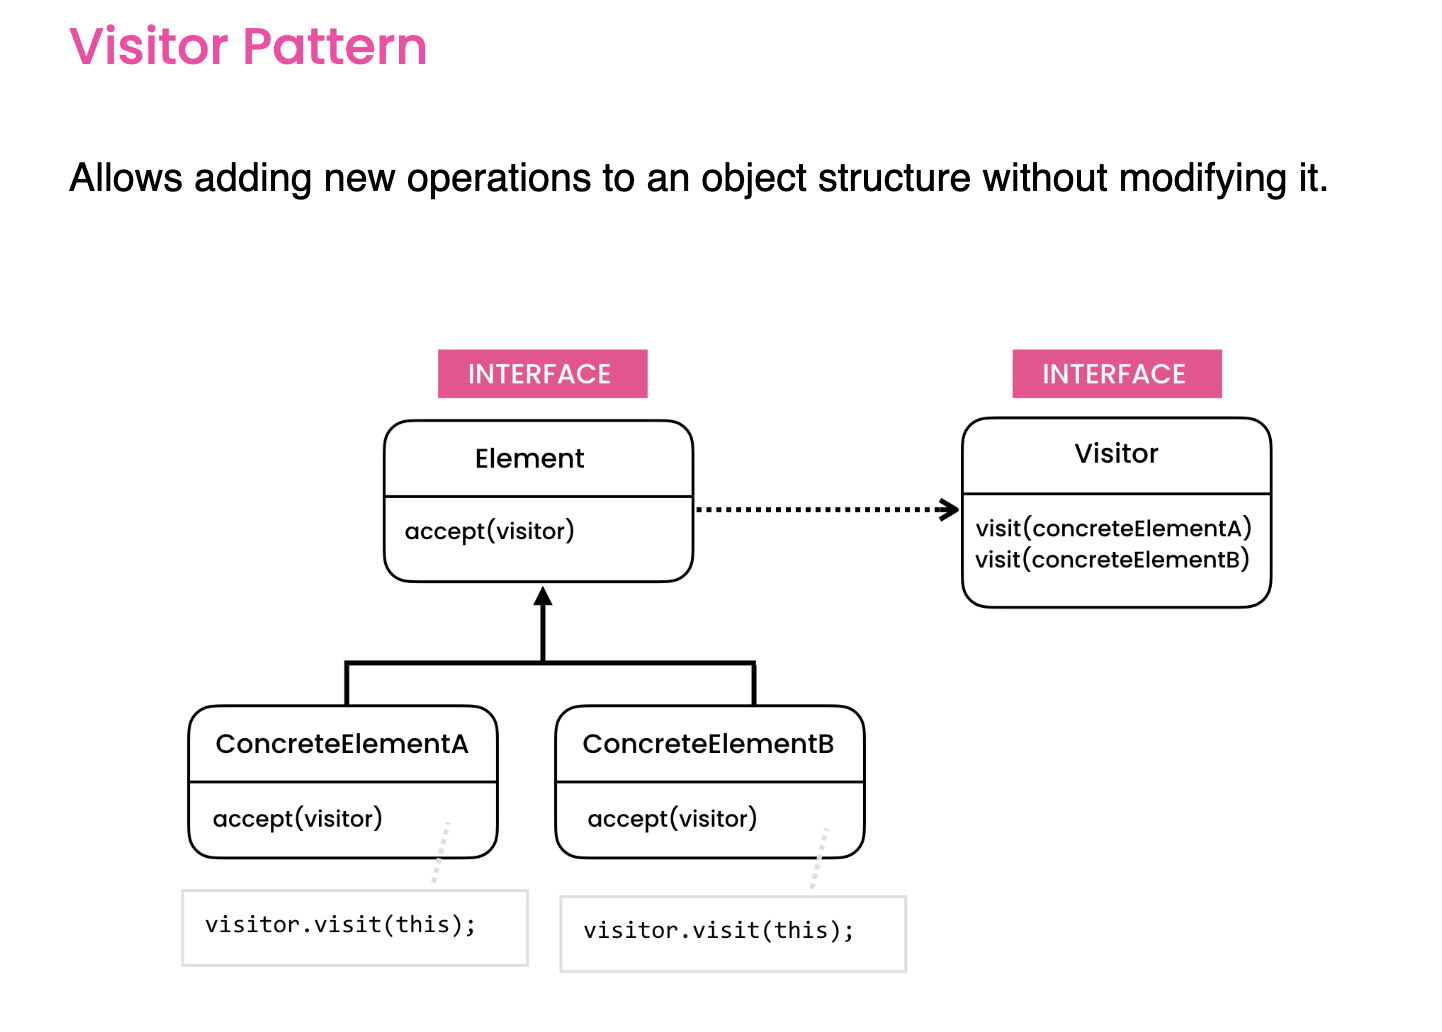 Visitor Pattern
Allows adding new operations to an object structure without modifying it.
INTERFACE
Element
accept(visitor)
INTERFACE
Visitor
visit(concreteElementA)
visit(concreteElementB)
ConcreteElementA
accept(visitor)
visitor.visit(this);
ConcreteElementB
accept(visitor)
visitor.visit(this);